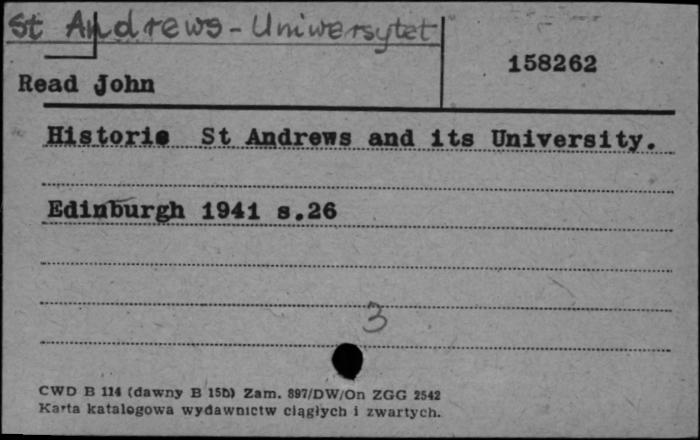 St Andrews - Uniwersytet
158262
Read John
Historie St Andrews and its University.
Edinburgh 1941 s.26
3
CWD B 114 (dawny B 15b) Zam. 897/DW/On ZGG 2542
Karta katalogowa wydawnictw ciągłych i zwartych.